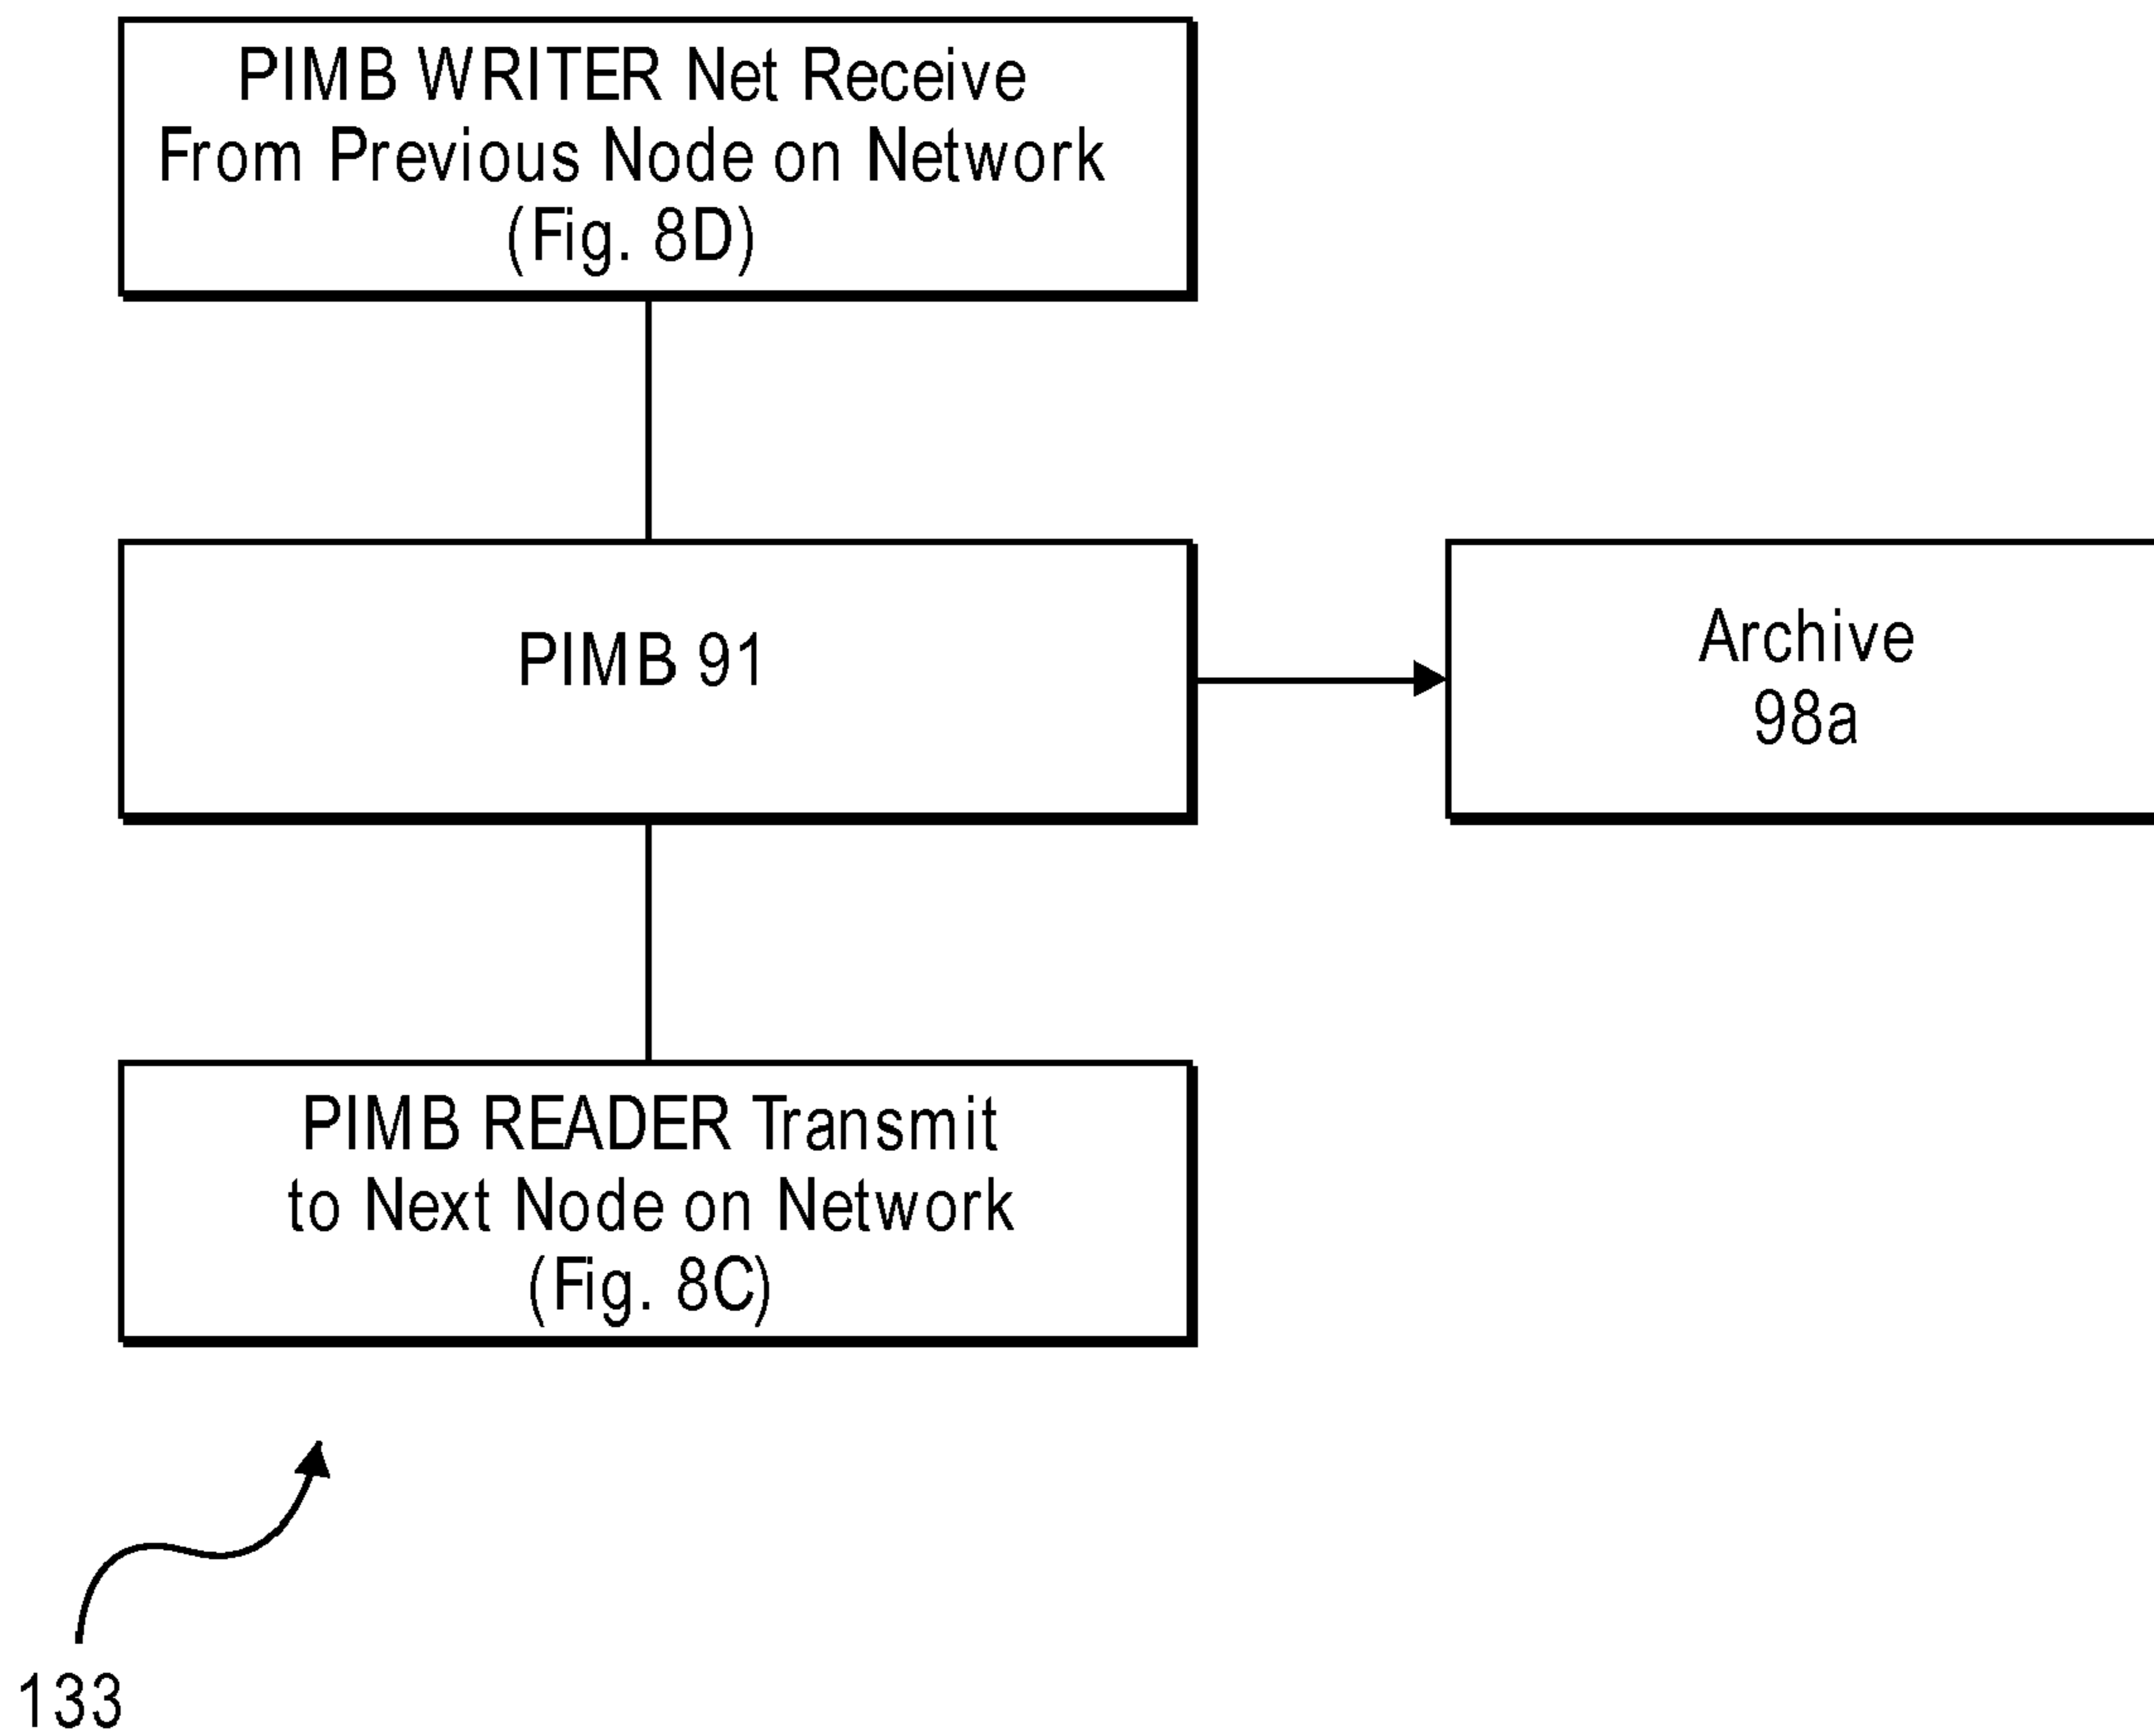 PIMB WRITER Net Receive
From Previous Node on Network
(Fig. 8D)
PIMB 91
Archive
98a
PIMB READER Transmit
to Next Node on Network
(Fig. 8C)
133